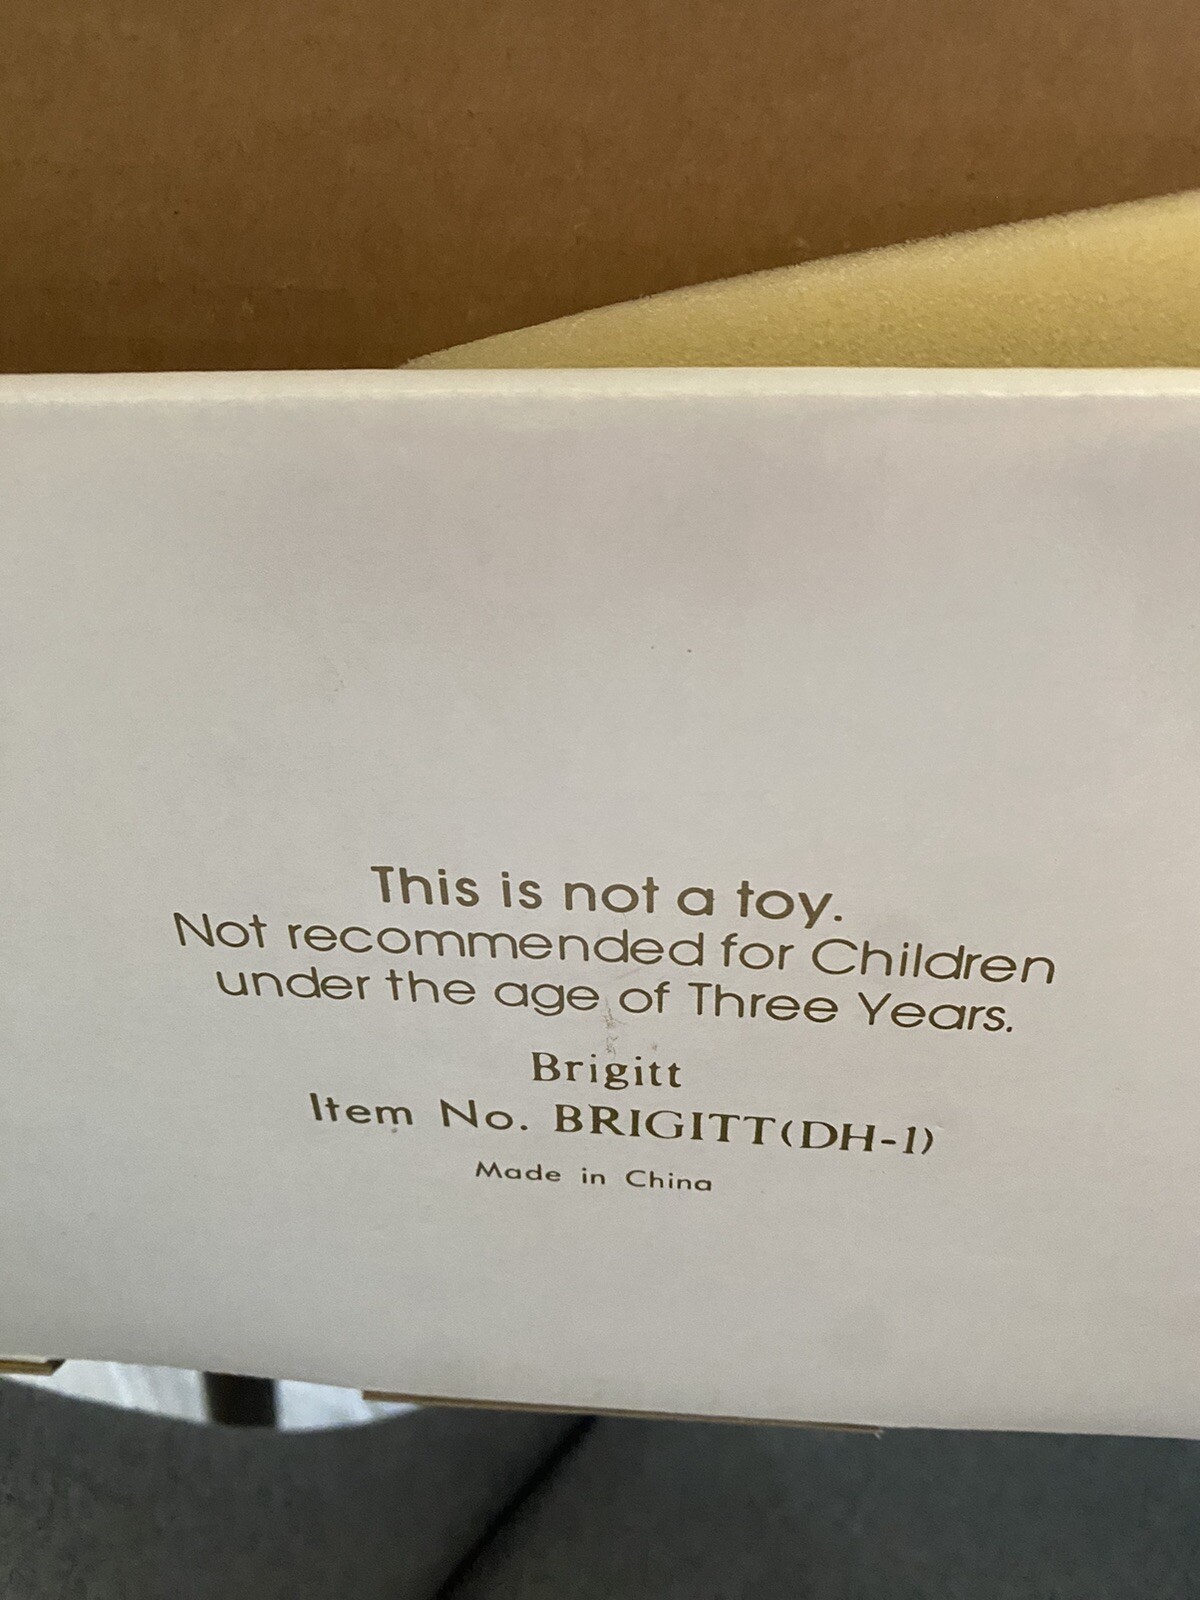 This is not a toy.
Not recommended for Children
under the age of Three Years.
Brigitt
Item No. BRIGITT(DH-1)
Made in China